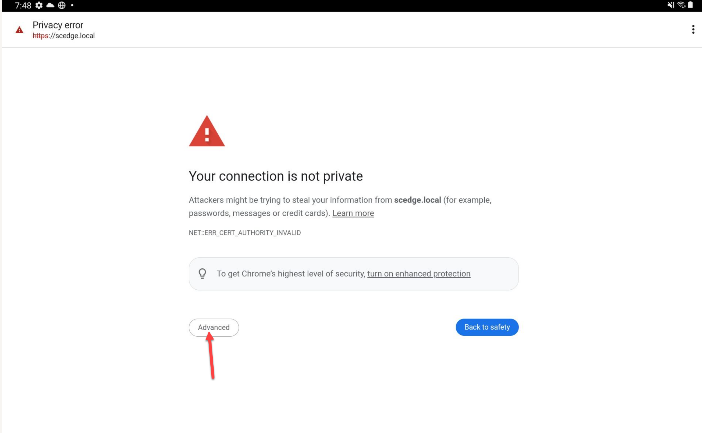 7:48
Privacy error
https://scedge.local
Your connection is not private
Attackers might be trying to steal your information from scedge.local (for example,
passwords, messages or credit cards). Learn more
NET::ERR_CERT_AUTHORITY_INVALID
To get Chrome's highest level of security, turn on enhanced protection
Advanced
Back to safety